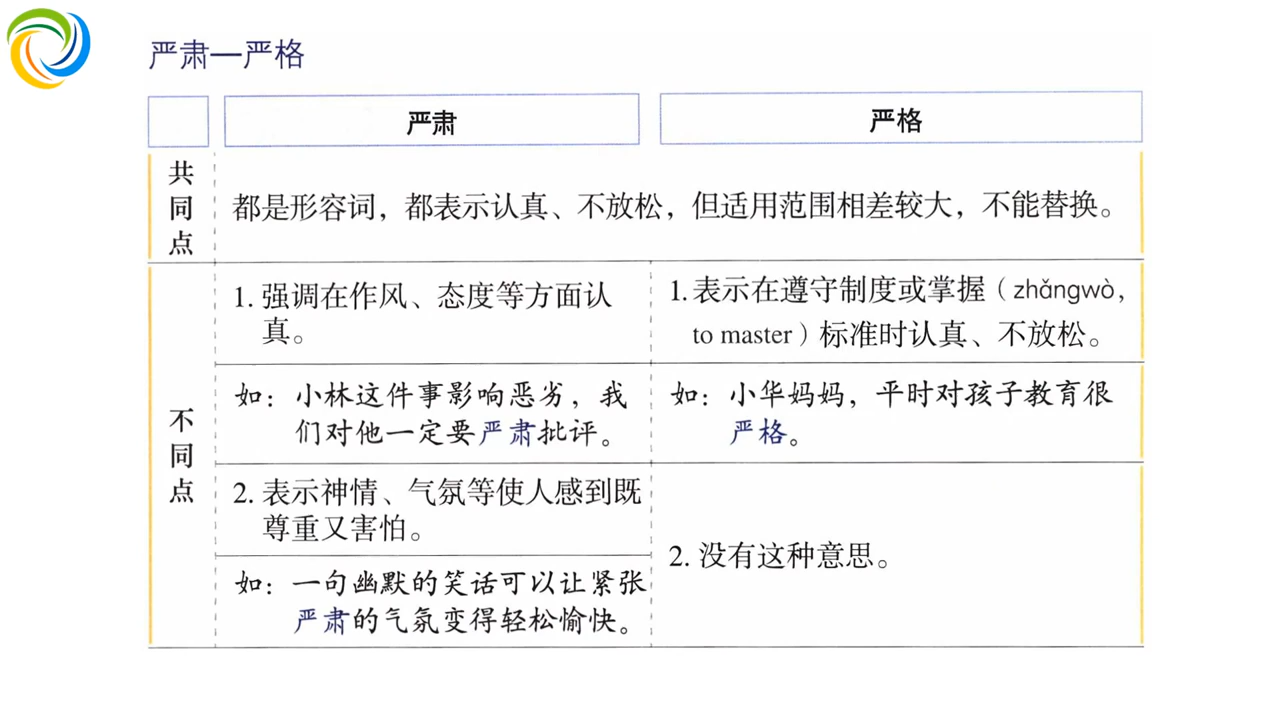 严肃—严格
严肃
严格
共同点
都是形容词，都表示认真、不放松，但适用范围相差较大，不能替换。
不同点
1. 强调在作风、态度等方面认
真。
1. 表示在遵守制度或掌握（zhǎngwò，
to master）标准时认真、不放松。
如：小林这件事影响恶劣，我
们对他一定要严肃批评。
如：小华妈妈，平时对孩子教育很
严格。
2. 表示神情、气氛等使人感到既
尊重又害怕。
2. 没有这种意思。
如：一句幽默的笑话可以让紧张
严肃的气氛变得轻松愉快。